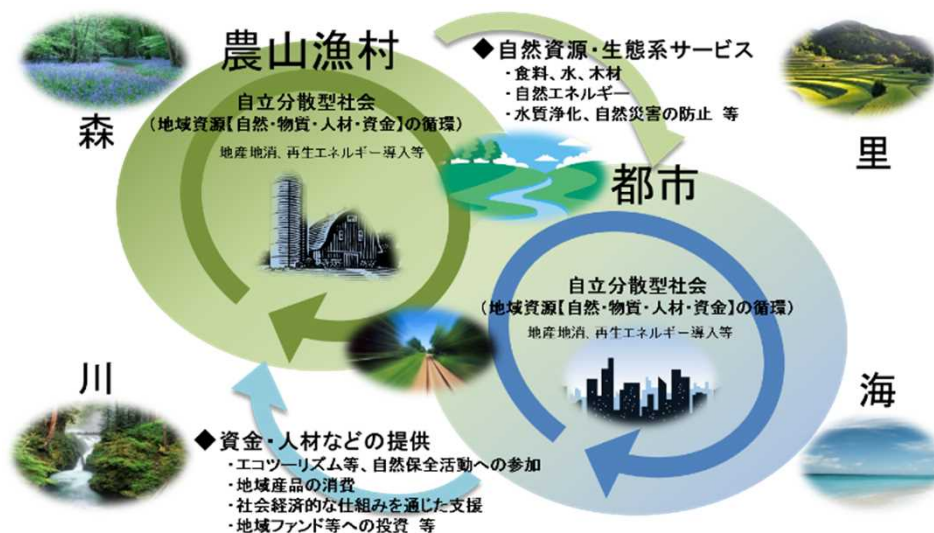 農山漁村
自立分散型社会
(地域資源【自然・物質・人材・資金】の循環)
地産地消、再生エネルギー導入等
◆自然資源・生態系サービス
・食料、水、木材
・自然エネルギー
・水質浄化、自然災害の防止 等
森
里
都市
自立分散型社会
(地域資源【自然・物質・人材・資金】の循環)
地産地消、再生エネルギー導入等
川
海
◆資金・人材などの提供
・エコツーリズム等、自然保全活動への参加
・地域産品の消費
・社会経済的な仕組みを通じた支援
・地域ファンド等への投資 等